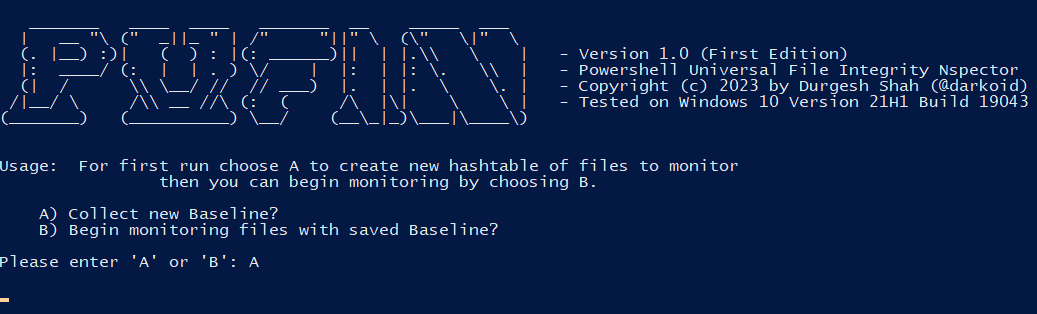 PUFIN
- Version 1.0 (First Edition)
- Powershell Universal File Integrity Nspector
- Copyright (c) 2023 by Durgesh Shah (@darkoid)
- Tested on Windows 10 Version 21H1 Build 19043
Usage:  For first run choose A to create new hashtable of files to monitor
then you can begin monitoring by choosing B.
A) Collect new Baseline?
B) Begin monitoring files with saved Baseline?
Please enter 'A' or 'B': A